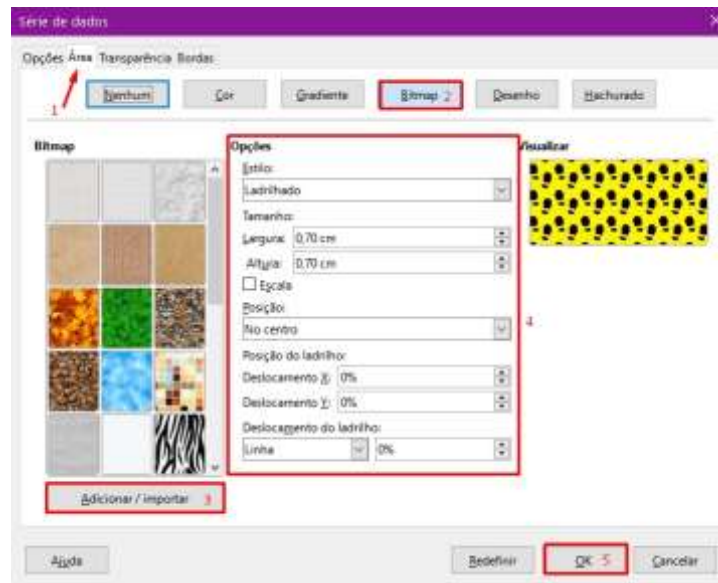 Série de dados
Opções Área Transparência Bordas
1
Nenhum Cor Gradiente Bitmap 2 Desenho Hachurado
Bitmap Opções Visualizar
Estilo:
Ladrilhado
Tamanho:
Largura: 0,70 cm
Altura: 0,70 cm
Escala
Posição:
No centro
4
Posição do ladrilho:
Deslocamento X: 0%
Deslocamento Y: 0%
Deslocagento do ladrilho:
Linha 0%
Adicionar / importar 3
Ajuda Redefinir OK 5 Cancelar